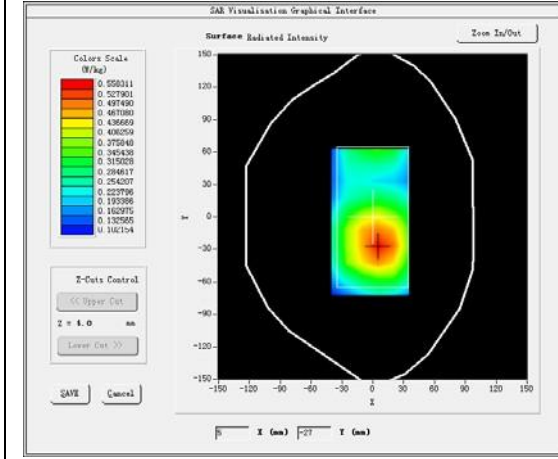 SAR Visualisation Graphical Interface
Surface Radiated Intensity
Zoom In/Out
Colors Scale
(W/kg)
0.558311
0.527901
0.497490
0.467080
0.436669
0.406259
0.375848
0.345438
0.315028
0.284617
0.254207
0.223796
0.193386
0.162975
0.132565
0.102154
150
120
90
60
30
0
-30
-60
-90
-120
-150
Y
-150 -120 -90 -60 -30 0 30 60 90 120 150
X
Z-Cuts Control
<< Upper Cut
Z = 4.0 mm
Lower Cut >>
SAVE Cancel
5 X (mm) -27 Y (mm)